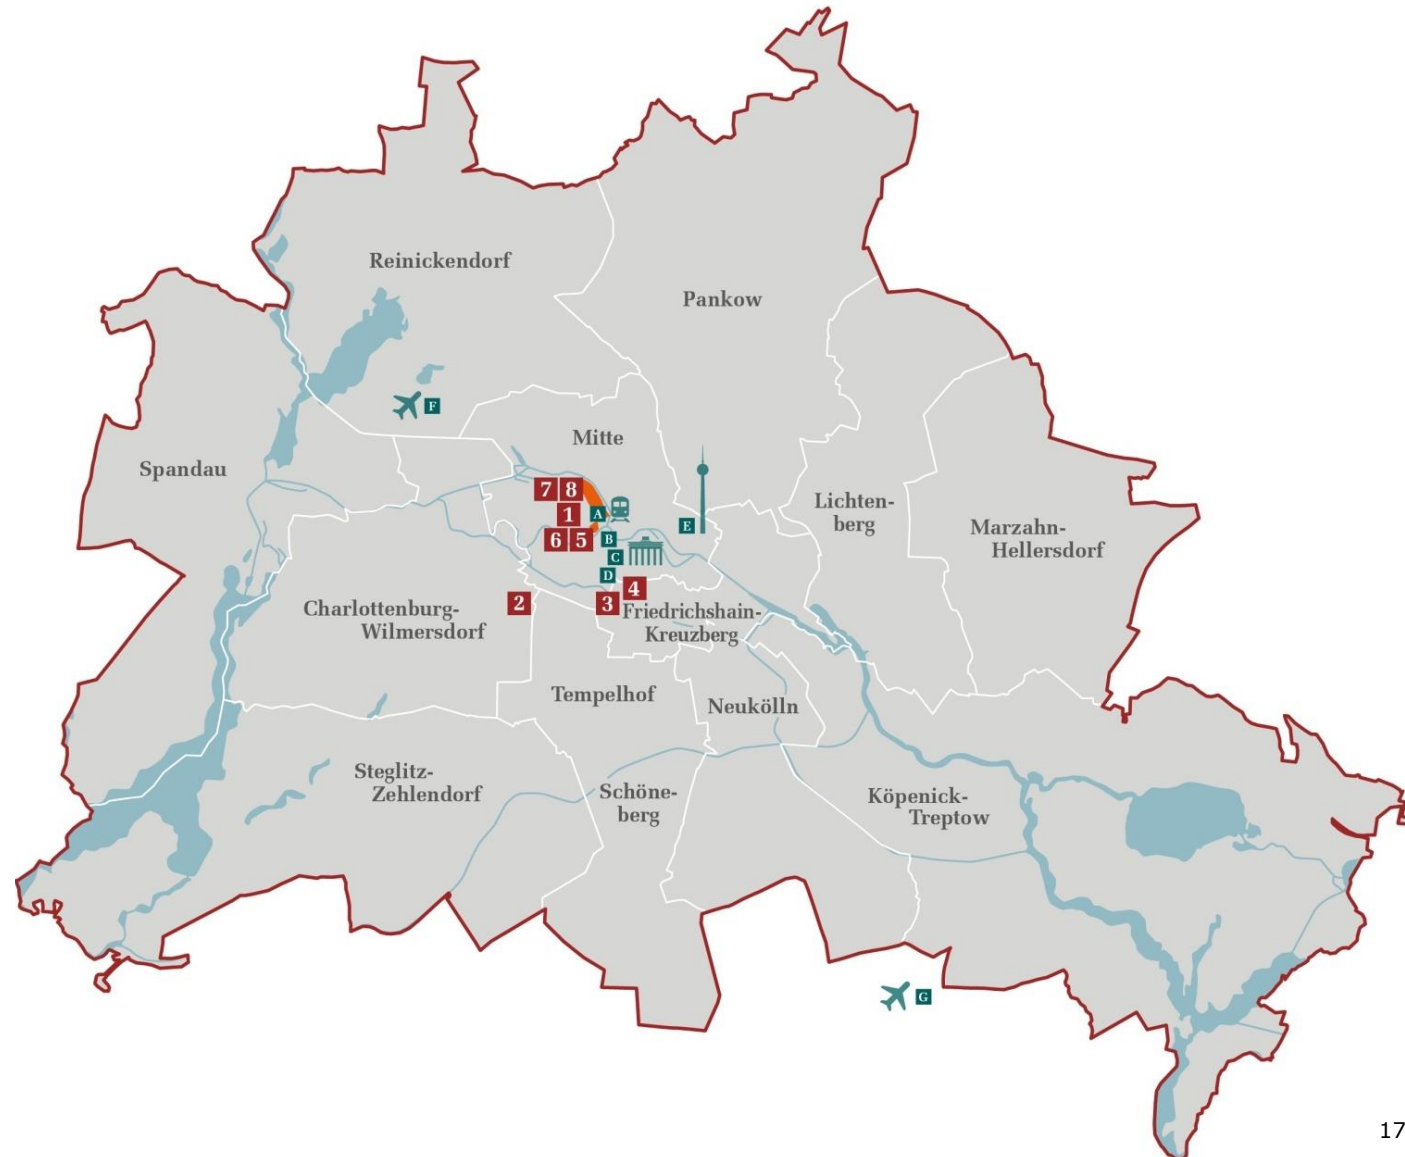 Reinickendorf
Pankow
F
Mitte
Spandau
7 8
1
A
6 5
B
E
C
D
Lichten-
berg
Marzahn-
Hellersdorf
2
3
4
Charlottenburg-
Wilmersdorf
Friedrichshain-
Kreuzberg
Tempelhof
Neukölln
Steglitz-
Zehlendorf
Schöne-
berg
Köpenick-
Treptow
G
17